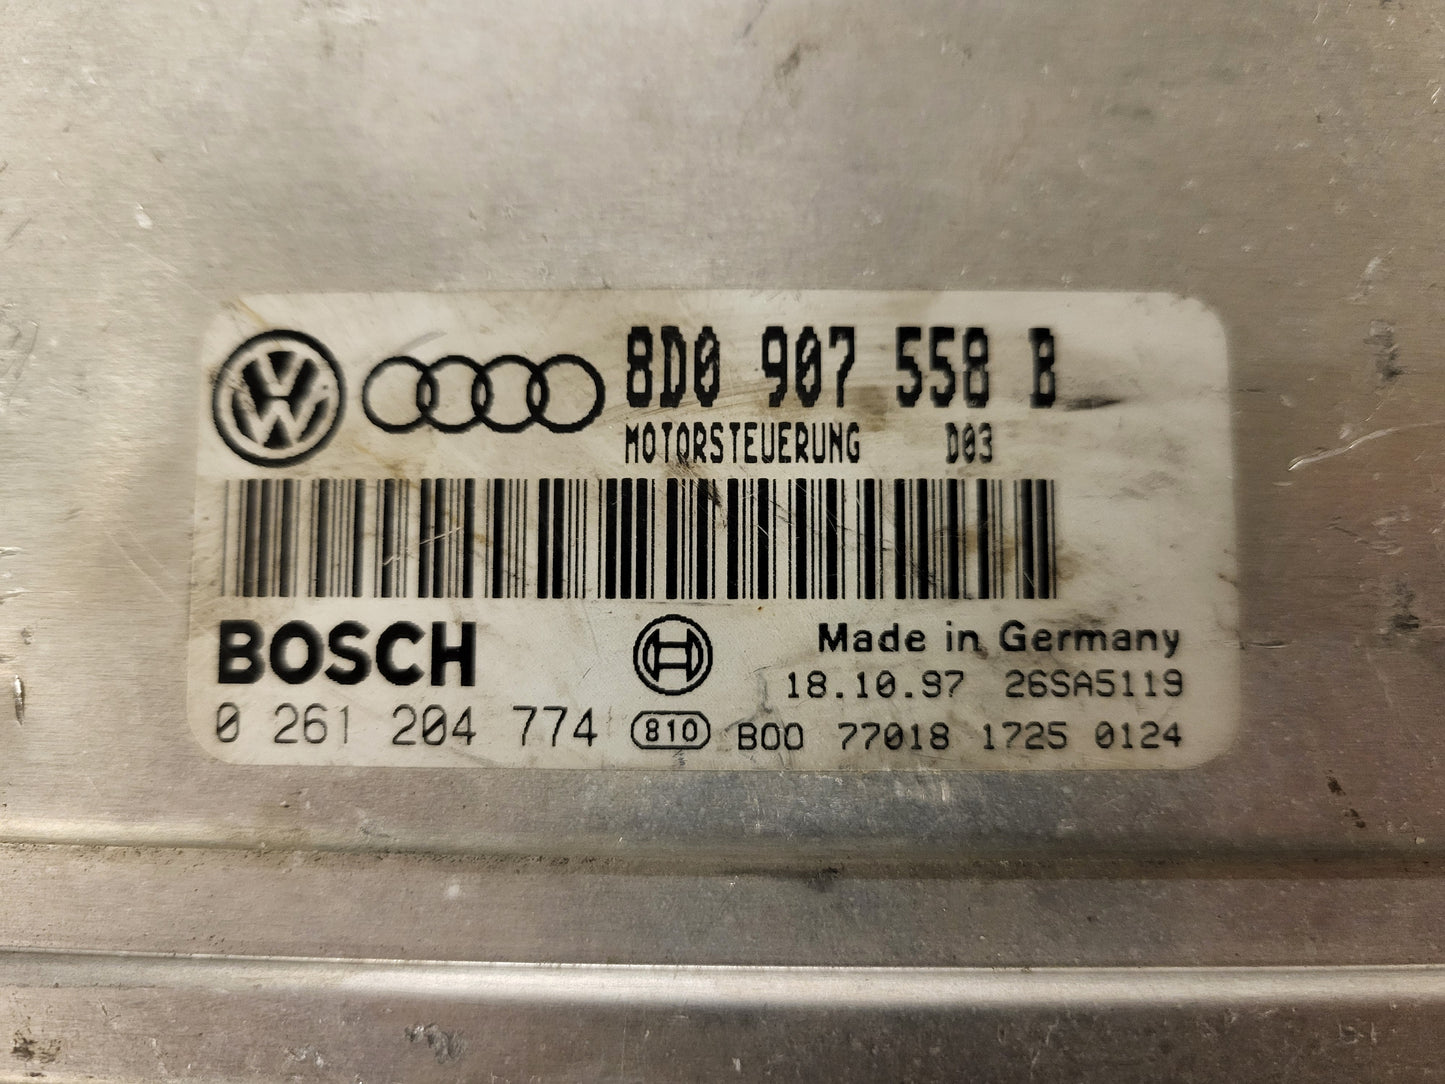 8D0 907 558 B
MOTORSTEUERUNG D03
BOSCH
Made in Germany
18.10.97 26SA5119
0 261 204 774 810 B00 77018 1725 0124